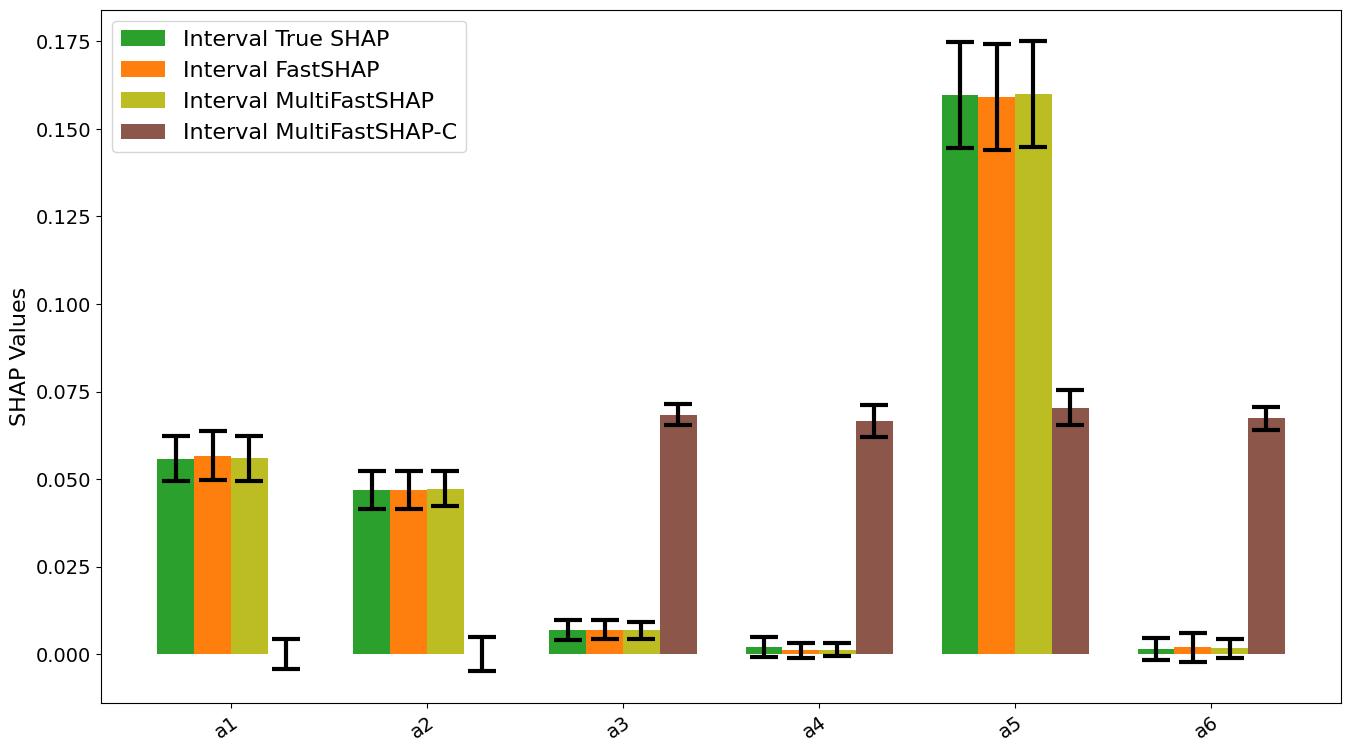 Interval True SHAP
Interval FastSHAP
Interval MultiFastSHAP
Interval MultiFastSHAP-C
SHAP Values
0.175
0.150
0.125
0.100
0.075
0.050
0.025
0.000
a1 a2 a3 a4 a5 a6